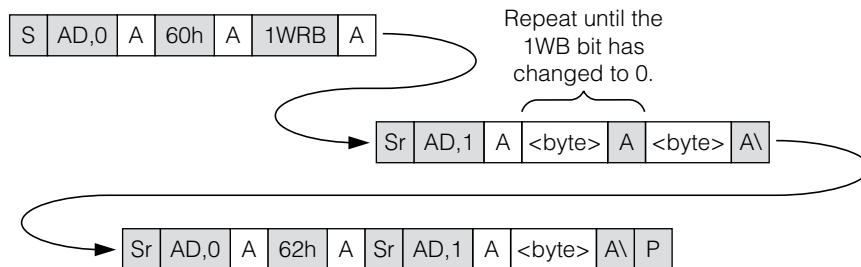 S AD,0 A 60h A 1WRB A
Repeat until the
1WB bit has
changed to 0.
Sr AD,1 A <byte> A <byte> A\
Sr AD,0 A 62h A Sr AD,1 A <byte> A\ P